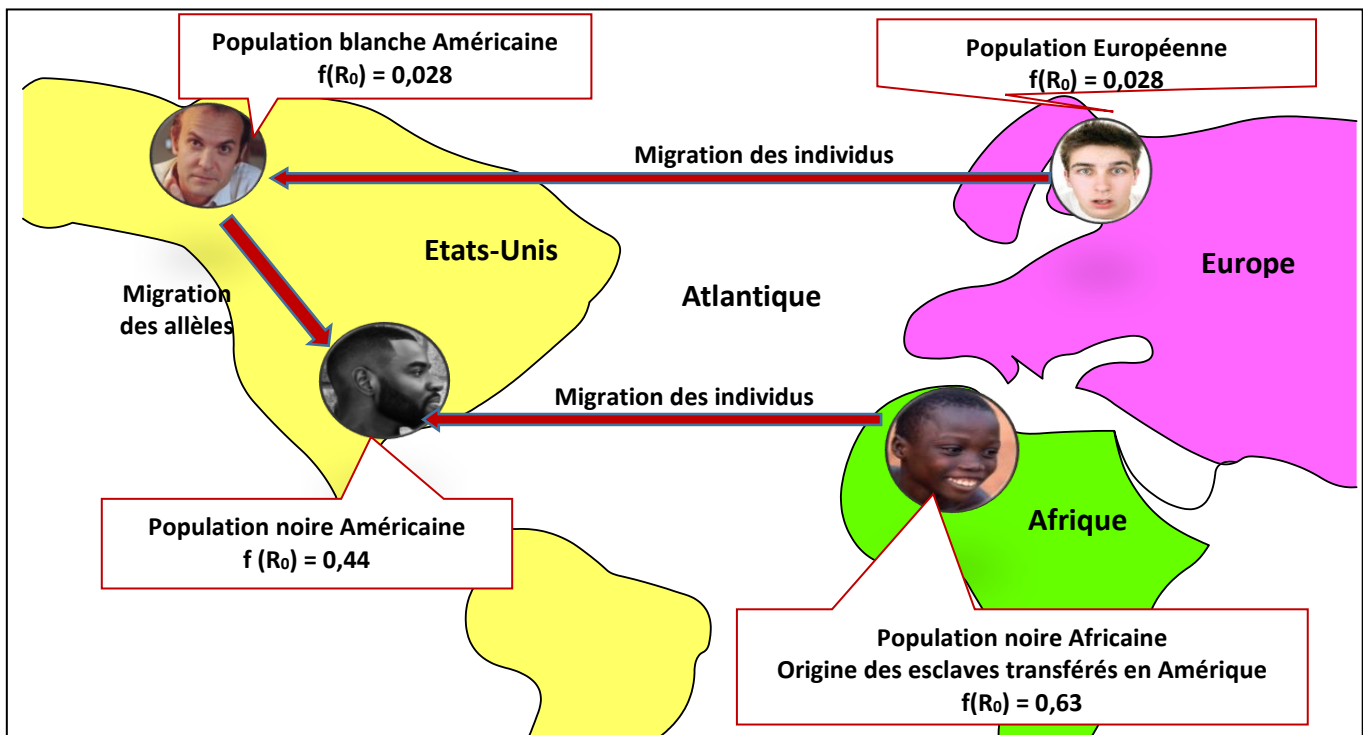 Population blanche Américaine
f(R₀) = 0,028
Population Européenne
f(R₀) = 0,028
Migration des individus
Etats-Unis
Europe
Atlantique
Migration
des allèles
Migration des individus
Population noire Américaine
f (R₀) = 0,44
Afrique
Population noire Africaine
Origine des esclaves transférés en Amérique
f(R₀) = 0,63